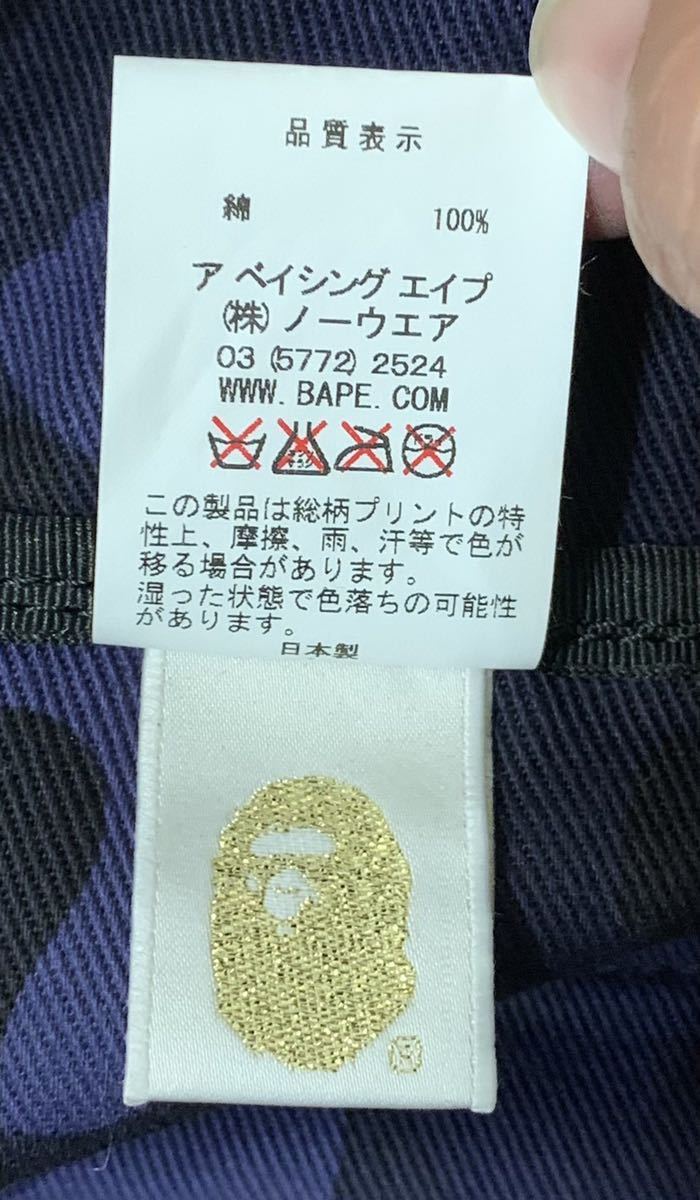 品質表示
綿 100%
ア ベイシング エイプ
(株) ノーウエア
03 (5772) 2524
WWW. BAPE. COM
この製品は総柄プリントの特
性上、摩擦、雨、汗等で色が
移る場合があります。
湿った状態で色落ちの可能性
があります。
日本製